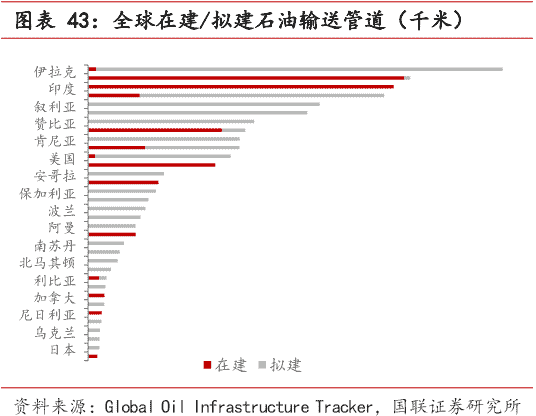 图表 43：全球在建/拟建石油输送管道（千米）
伊拉克
印度
叙利亚
赞比亚
肯尼亚
美国
安哥拉
保加利亚
波兰
阿曼
南苏丹
北马其顿
利比亚
加拿大
尼日利亚
乌克兰
日本
在建 拟建
资料来源：Global Oil Infrastructure Tracker，国联证券研究所